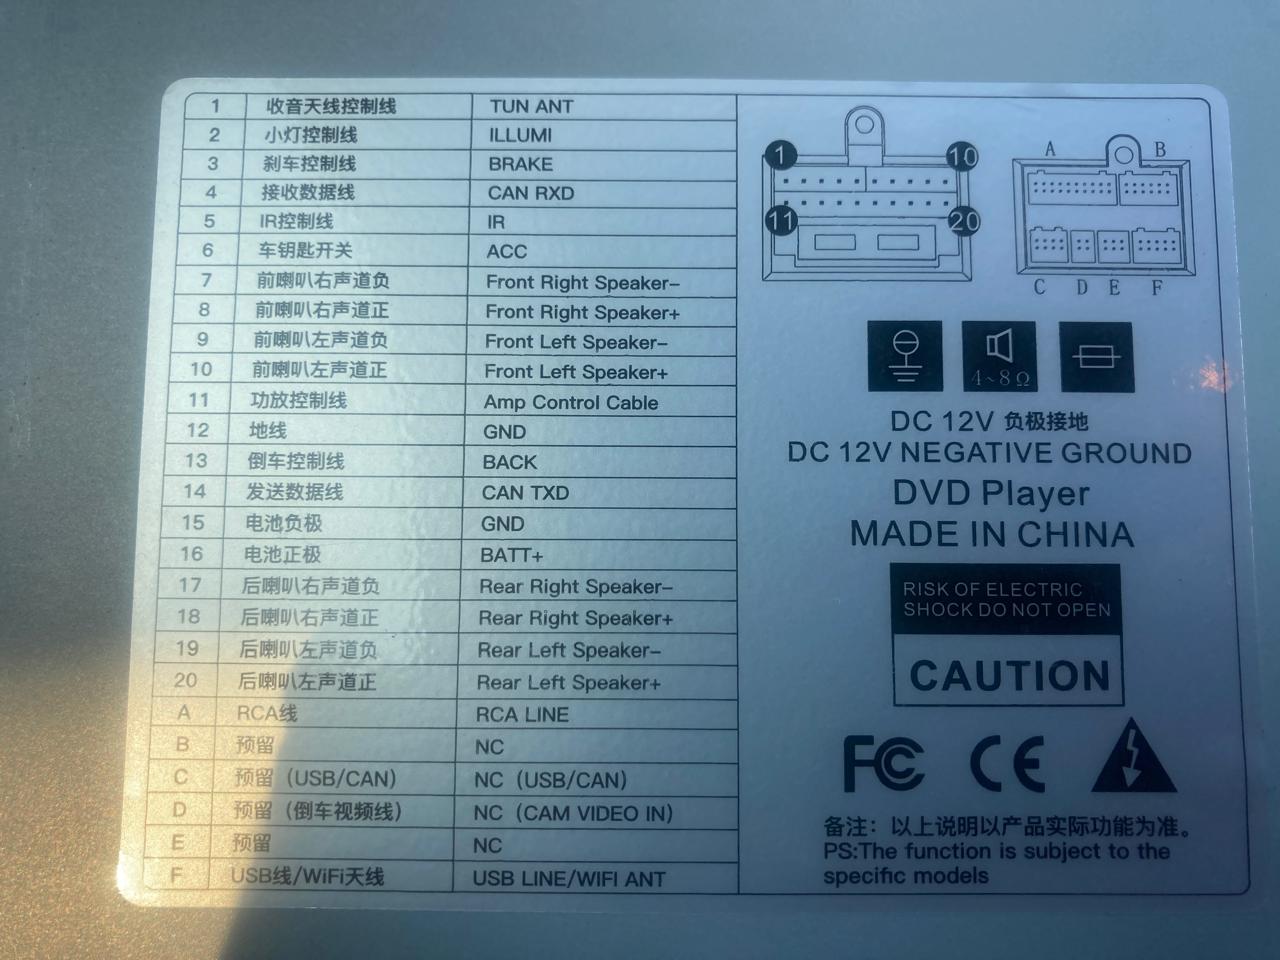 1 收音天线控制线 TUN ANT
2 小灯控制线 ILLUMI
3 刹车控制线 BRAKE
4 接收数据线 CAN RXD
5 IR控制线 IR
6 车钥匙开关 ACC
7 前喇叭右声道负 Front Right Speaker−
8 前喇叭右声道正 Front Right Speaker+
9 前喇叭左声道负 Front Left Speaker−
10 前喇叭左声道正 Front Left Speaker+
11 功放控制线 Amp Control Cable
12 地线 GND
13 倒车控制线 BACK
14 发送数据线 CAN TXD
15 电池负极 GND
16 电池正极 BATT+
17 后喇叭右声道负 Rear Right Speaker−
18 后喇叭右声道正 Rear Right Speaker+
19 后喇叭左声道负 Rear Left Speaker−
20 后喇叭左声道正 Rear Left Speaker+
A RCA线 RCA LINE
B 预留 NC
C 预留（USB/CAN） NC（USB/CAN）
D 预留（倒车视频线） NC（CAM VIDEO IN）
E 预留 NC
F USB线/WiFi天线 USB LINE/WIFI ANT
1 10
11 20
A B
C D E F
4~8Ω
DC 12V 负极接地
DC 12V NEGATIVE GROUND
DVD Player
MADE IN CHINA
RISK OF ELECTRIC
SHOCK DO NOT OPEN
CAUTION
FC CE
备注：以上说明以产品实际功能为准。
PS:The function is subject to the
specific models